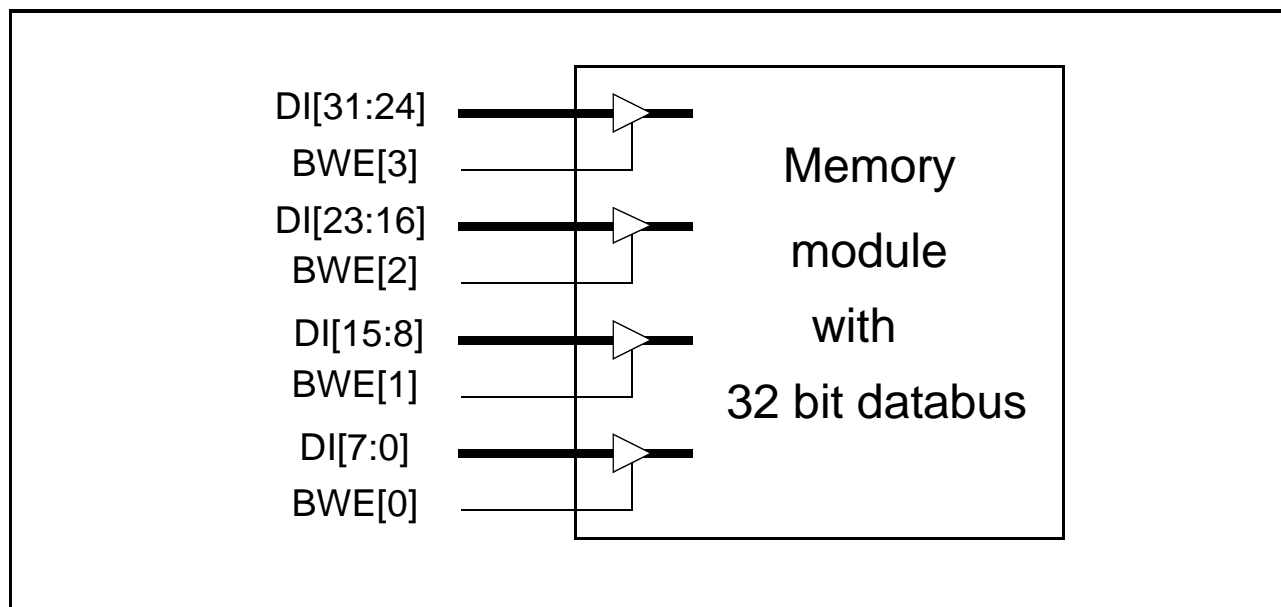 DI[31:24]
BWE[3]
DI[23:16]
BWE[2]
DI[15:8]
BWE[1]
DI[7:0]
BWE[0]
Memory
module
with
32 bit databus